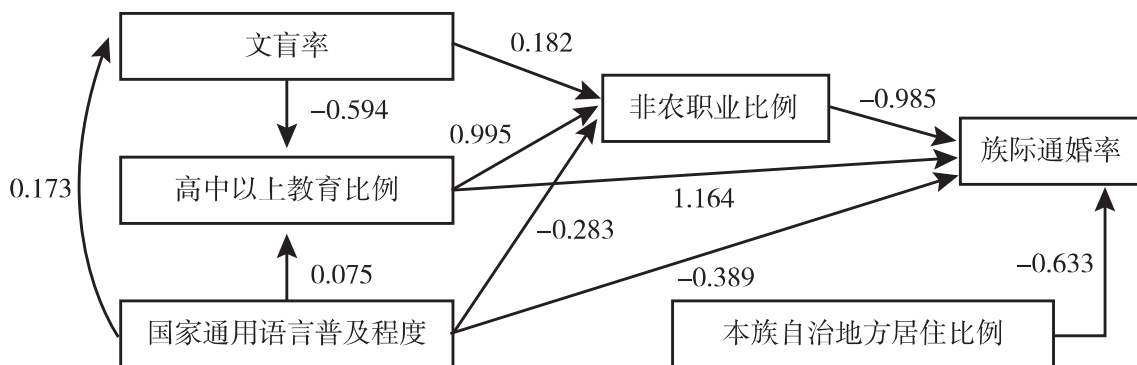 文盲率
0.182
非农职业比例
-0.985
族际通婚率
-0.594
0.995
高中以上教育比例
0.173
1.164
-0.283
0.075
-0.389
-0.633
国家通用语言普及程度
本族自治地方居住比例